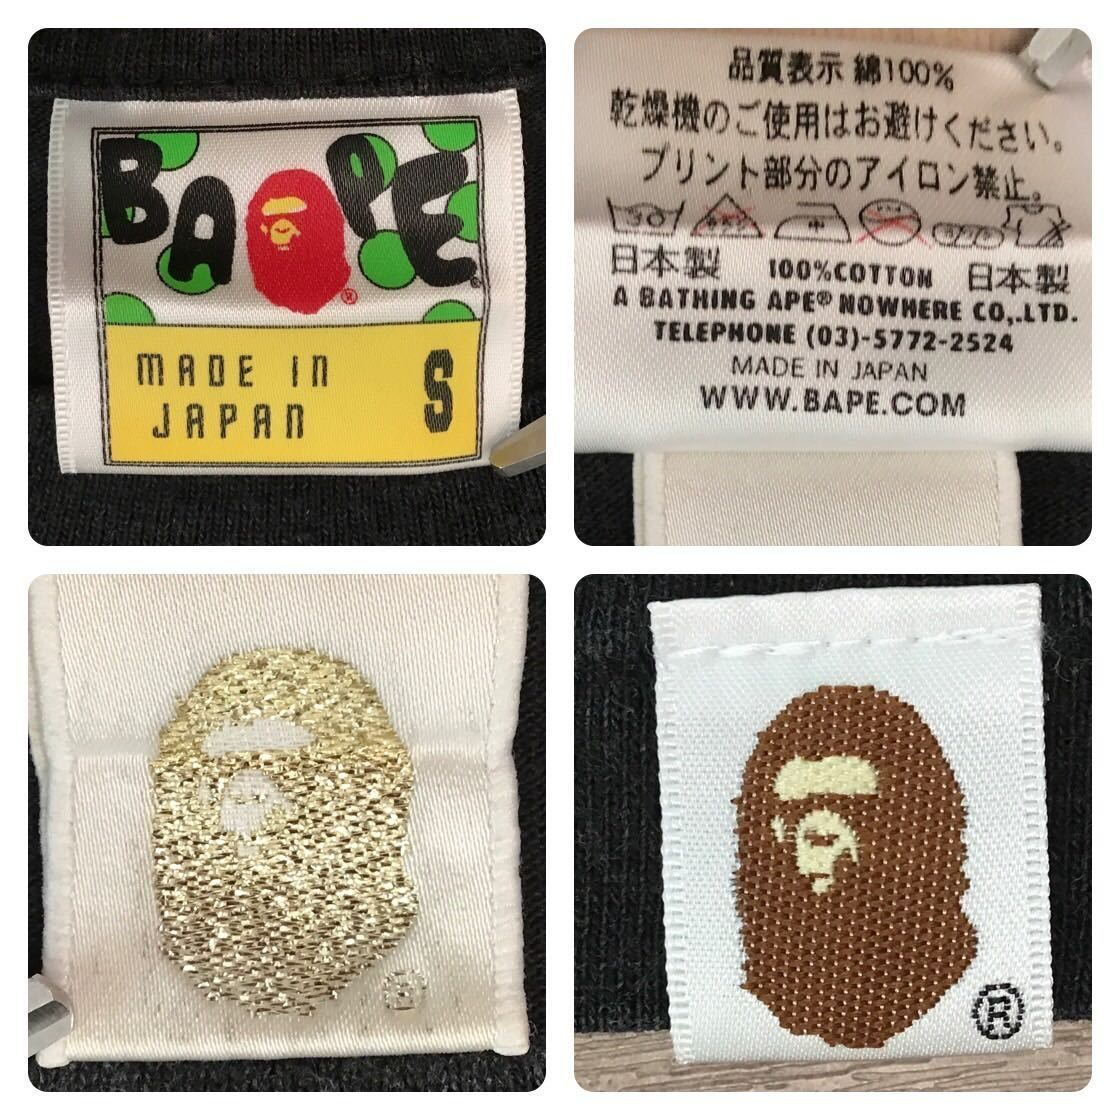 BAPE®
®
MADE IN
JAPAN
S
品質表示 綿100%
乾燥機のご使用はお避けください。
プリント部分のアイロン禁止。
30
日本製 100%COTTON 日本製
A BATHING APE® NOWHERE CO,.LTD.
TELEPHONE (03)-5772-2524
MADE IN JAPAN
WWW.BAPE.COM
®
®